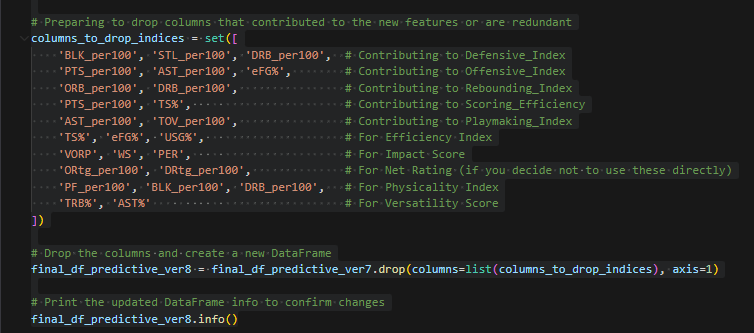 # Preparing to drop columns that contributed to the new features or are redundant
columns_to_drop_indices = set([
    'BLK_per100', 'STL_per100', 'DRB_per100',  # Contributing to Defensive_Index
    'PTS_per100', 'AST_per100', 'eFG%',        # Contributing to Offensive_Index
    'ORB_per100', 'DRB_per100',                # Contributing to Rebounding_Index
    'PTS_per100', 'TS%',                       # Contributing to Scoring_Efficiency
    'AST_per100', 'TOV_per100',                # Contributing to Playmaking_Index
    'TS%', 'eFG%', 'USG%',                     # For Efficiency Index
    'VORP', 'WS', 'PER',                       # For Impact Score
    'ORtg_per100', 'DRtg_per100',              # For Net Rating (if you decide not to use these directly)
    'PF_per100', 'BLK_per100', 'DRB_per100',   # For Physicality Index
    'TRB%', 'AST%'                             # For Versatility Score
])
# Drop the columns and create a new DataFrame
final_df_predictive_ver8 = final_df_predictive_ver7.drop(columns=list(columns_to_drop_indices), axis=1)
# Print the updated DataFrame info to confirm changes
final_df_predictive_ver8.info()